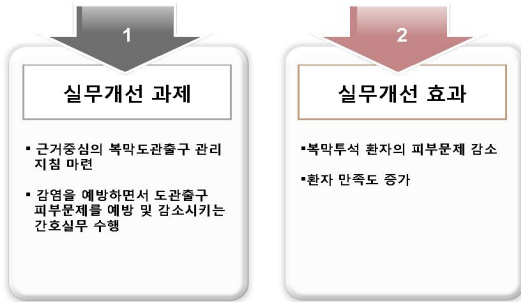 1
실무개선 과제
▪ 근거중심의 복막도관출구 관리
지침 마련
▪ 감염을 예방하면서 도관출구
피부문제를 예방 및 감소시키는
간호실무 수행
2
실무개선 효과
▪복막투석 환자의 피부문제 감소
▪환자 만족도 증가